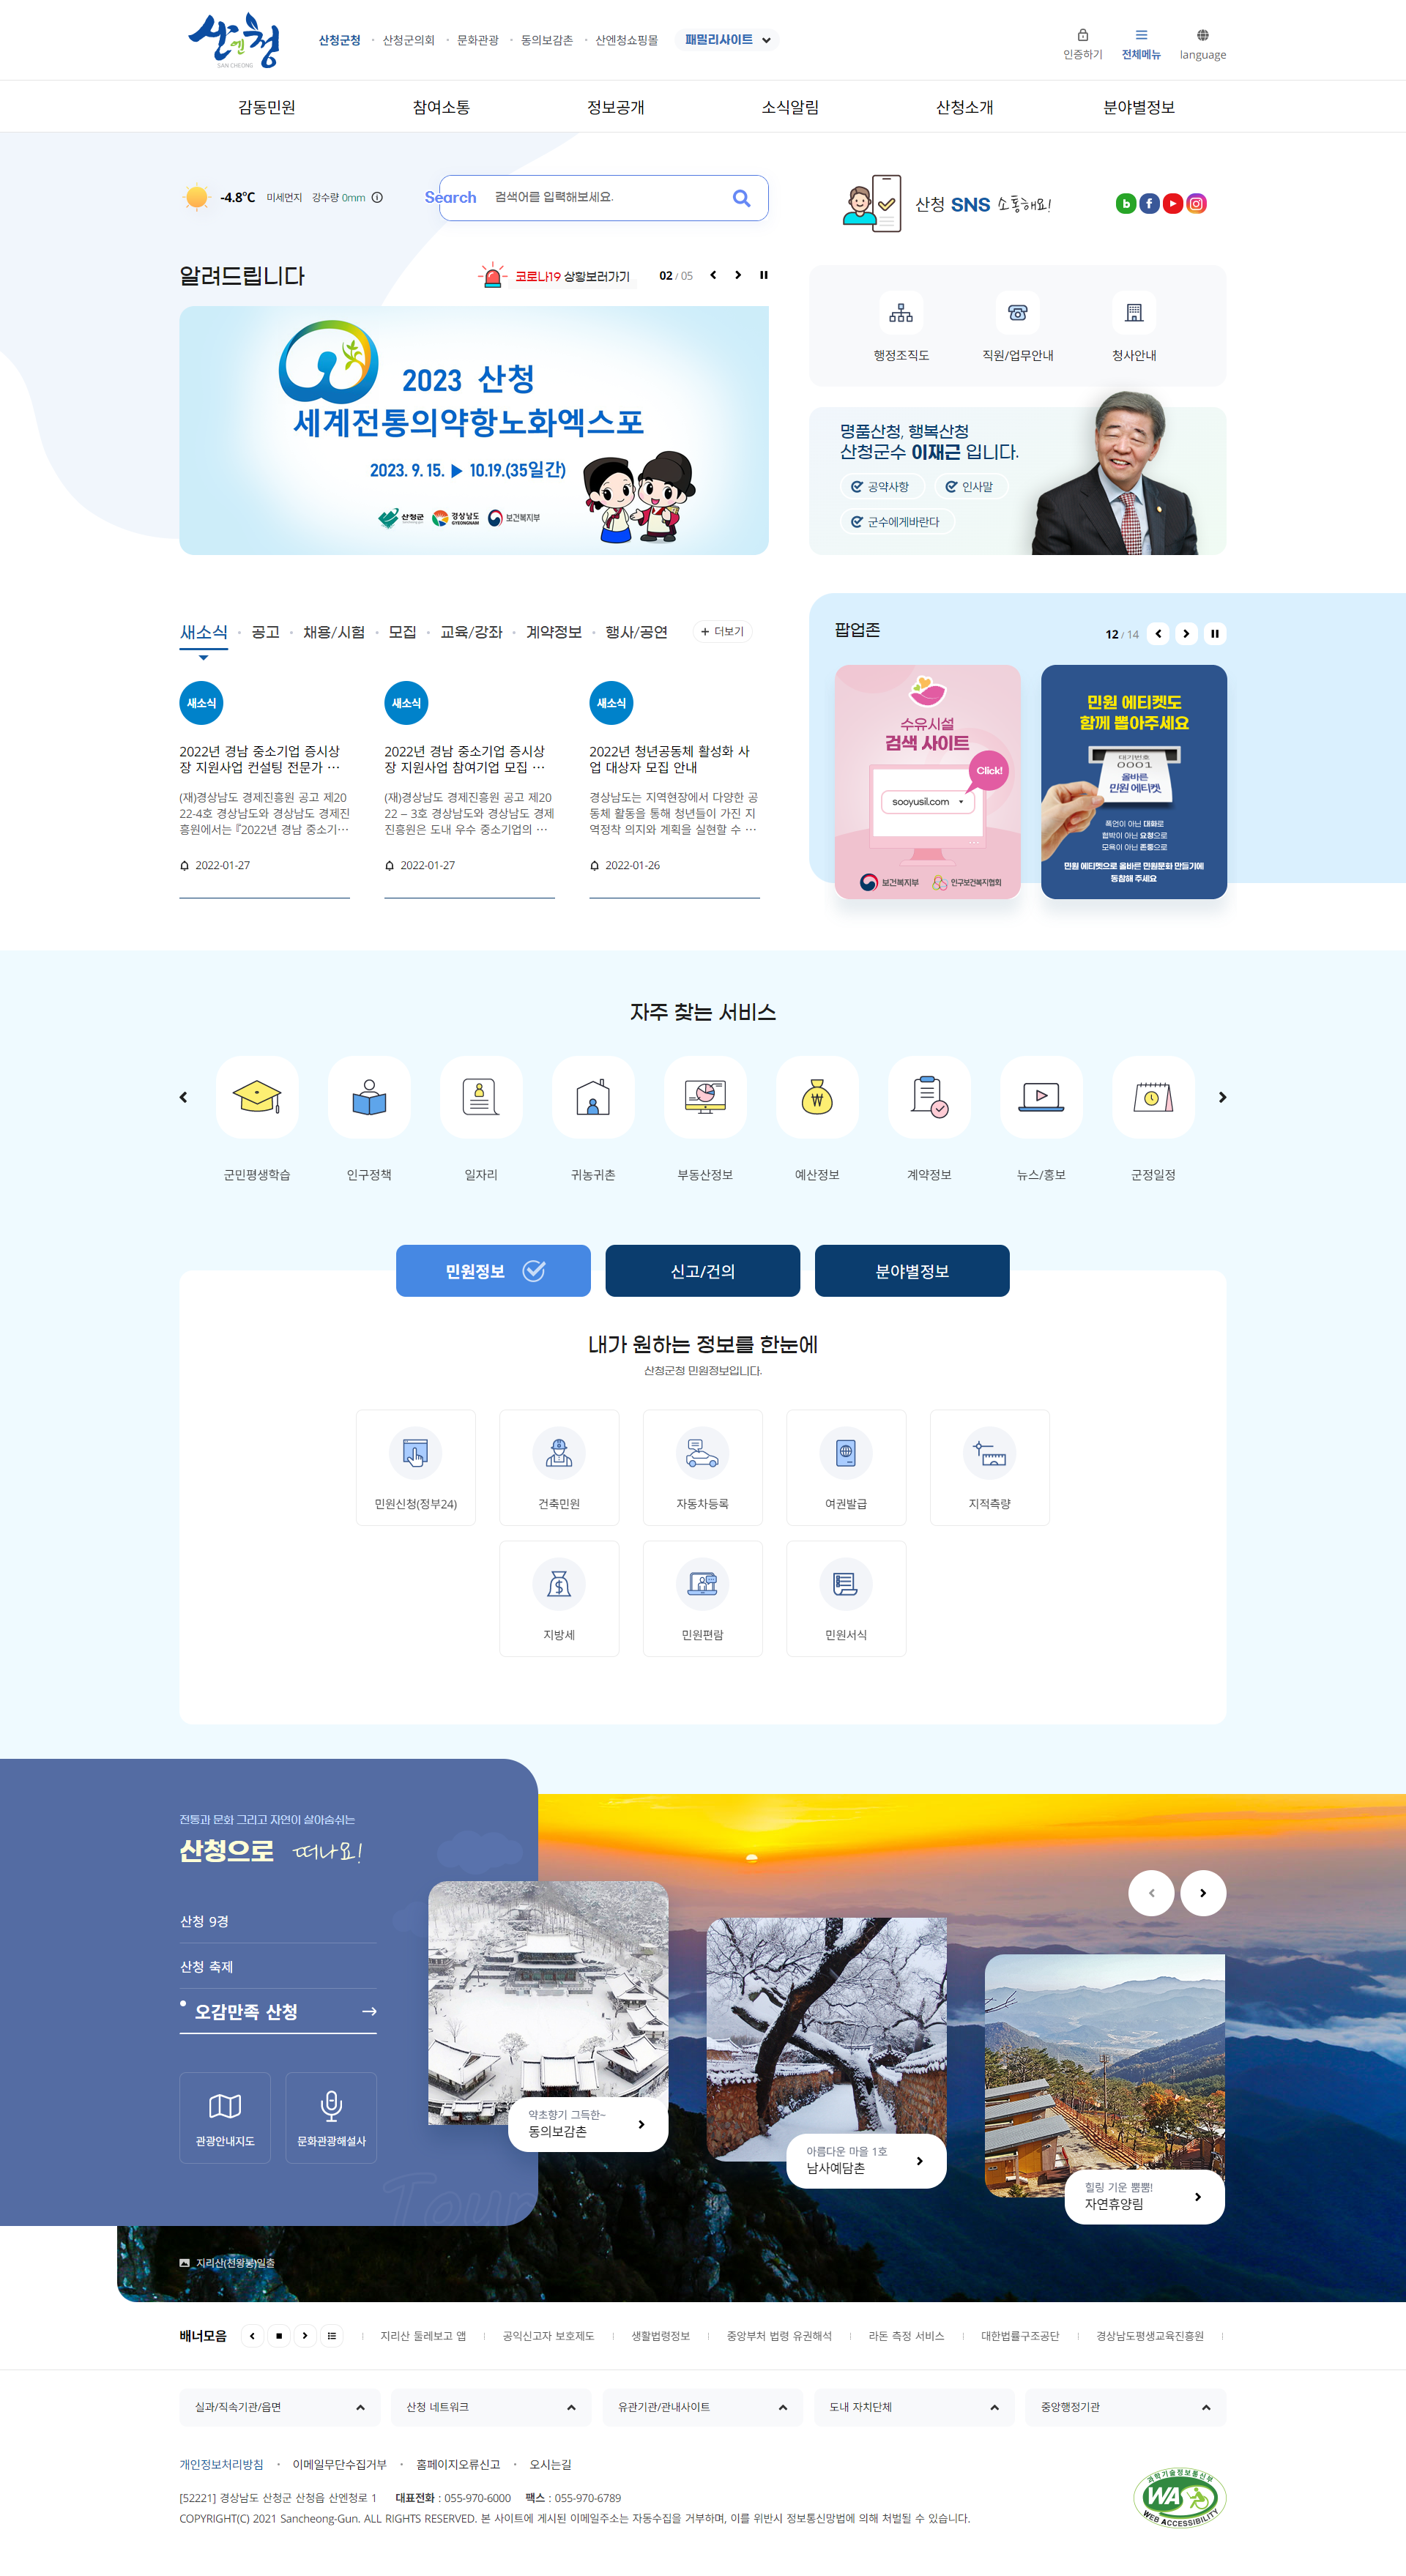 산엔청
SAN CHEONG
산청군청 산청군의회 문화관광 동의보감촌 산엔청쇼핑몰 패밀리사이트
인증하기 전체메뉴 language
감동민원 참여소통 정보공개 소식알림 산청소개 분야별정보
-4.8℃ 미세먼지 강수량 0mm
Search 검색어를 입력해보세요.
산청 SNS 소통해요!
알려드립니다
코로나19 상황보러가기
02 / 05
2023 산청
세계전통의약항노화엑스포
2023. 9. 15. ▶ 10.19.(35일간)
산청군 경상남도 GYEONGNAM 보건복지부
행정조직도 직원/업무안내 청사안내
명품산청, 행복산청
산청군수 이재근 입니다.
공약사항 인사말
군수에게바란다
새소식 공고 채용/시험 모집 교육/강좌 계약정보 행사/공연 + 더보기
새소식
2022년 경남 중소기업 증시상
장 지원사업 컨설팅 전문가 …
(재)경상남도 경제진흥원 공고 제20
22-4호 경상남도와 경상남도 경제진
흥원에서는 『2022년 경남 중소기…
2022-01-27
새소식
2022년 경남 중소기업 증시상
장 지원사업 참여기업 모집 …
(재)경상남도 경제진흥원 공고 제20
22 – 3호 경상남도와 경상남도 경제
진흥원은 도내 우수 중소기업의 …
2022-01-27
새소식
2022년 청년공동체 활성화 사
업 대상자 모집 안내
경상남도는 지역현장에서 다양한 공
동체 활동을 통해 청년들이 가진 지
역정착 의지와 계획을 실현할 수 …
2022-01-26
팝업존
12 / 14
수유시설
검색 사이트
Click!
sooyusil.com
보건복지부 인구보건복지협회
민원 에티켓도
함께 뽑아주세요
대기번호
0001
올바른
민원 에티켓
폭언이 아닌 대화로
협박이 아닌 요청으로
모욕이 아닌 존중으로
민원 에티켓으로 올바른 민원문화 만들기에
동참해 주세요
자주 찾는 서비스
군민평생학습 인구정책 일자리 귀농귀촌 부동산정보 예산정보 계약정보 뉴스/홍보 군정일정
민원정보 신고/건의 분야별정보
내가 원하는 정보를 한눈에
산청군청 민원정보입니다.
민원신청(정부24) 건축민원 자동차등록 여권발급 지적측량
지방세 민원편람 민원서식
전통과 문화 그리고 자연이 살아숨쉬는
산청으로 떠나요!
산청 9경
산청 축제
오감만족 산청
관광안내지도 문화관광해설사
Tour
약초향기 그득한~
동의보감촌
아름다운 마을 1호
남사예담촌
힐링 기운 뿜뿜!
자연휴양림
지리산(천왕봉)일출
배너모음 지리산 둘레보고 앱 공익신고자 보호제도 생활법령정보 중앙부처 법령 유권해석 라돈 측정 서비스 대한법률구조공단 경상남도평생교육진흥원
실과/직속기관/읍면 산청 네트워크 유관기관/관내사이트 도내 자치단체 중앙행정기관
개인정보처리방침 이메일무단수집거부 홈페이지오류신고 오시는길
[52221] 경상남도 산청군 산청읍 산엔청로 1 대표전화 : 055-970-6000 팩스 : 055-970-6789
COPYRIGHT(C) 2021 Sancheong-Gun. ALL RIGHTS RESERVED. 본 사이트에 게시된 이메일주소는 자동수집을 거부하며, 이를 위반시 정보통신망법에 의해 처벌될 수 있습니다.
과학기술정보통신부
WA
WEB ACCESSIBILITY